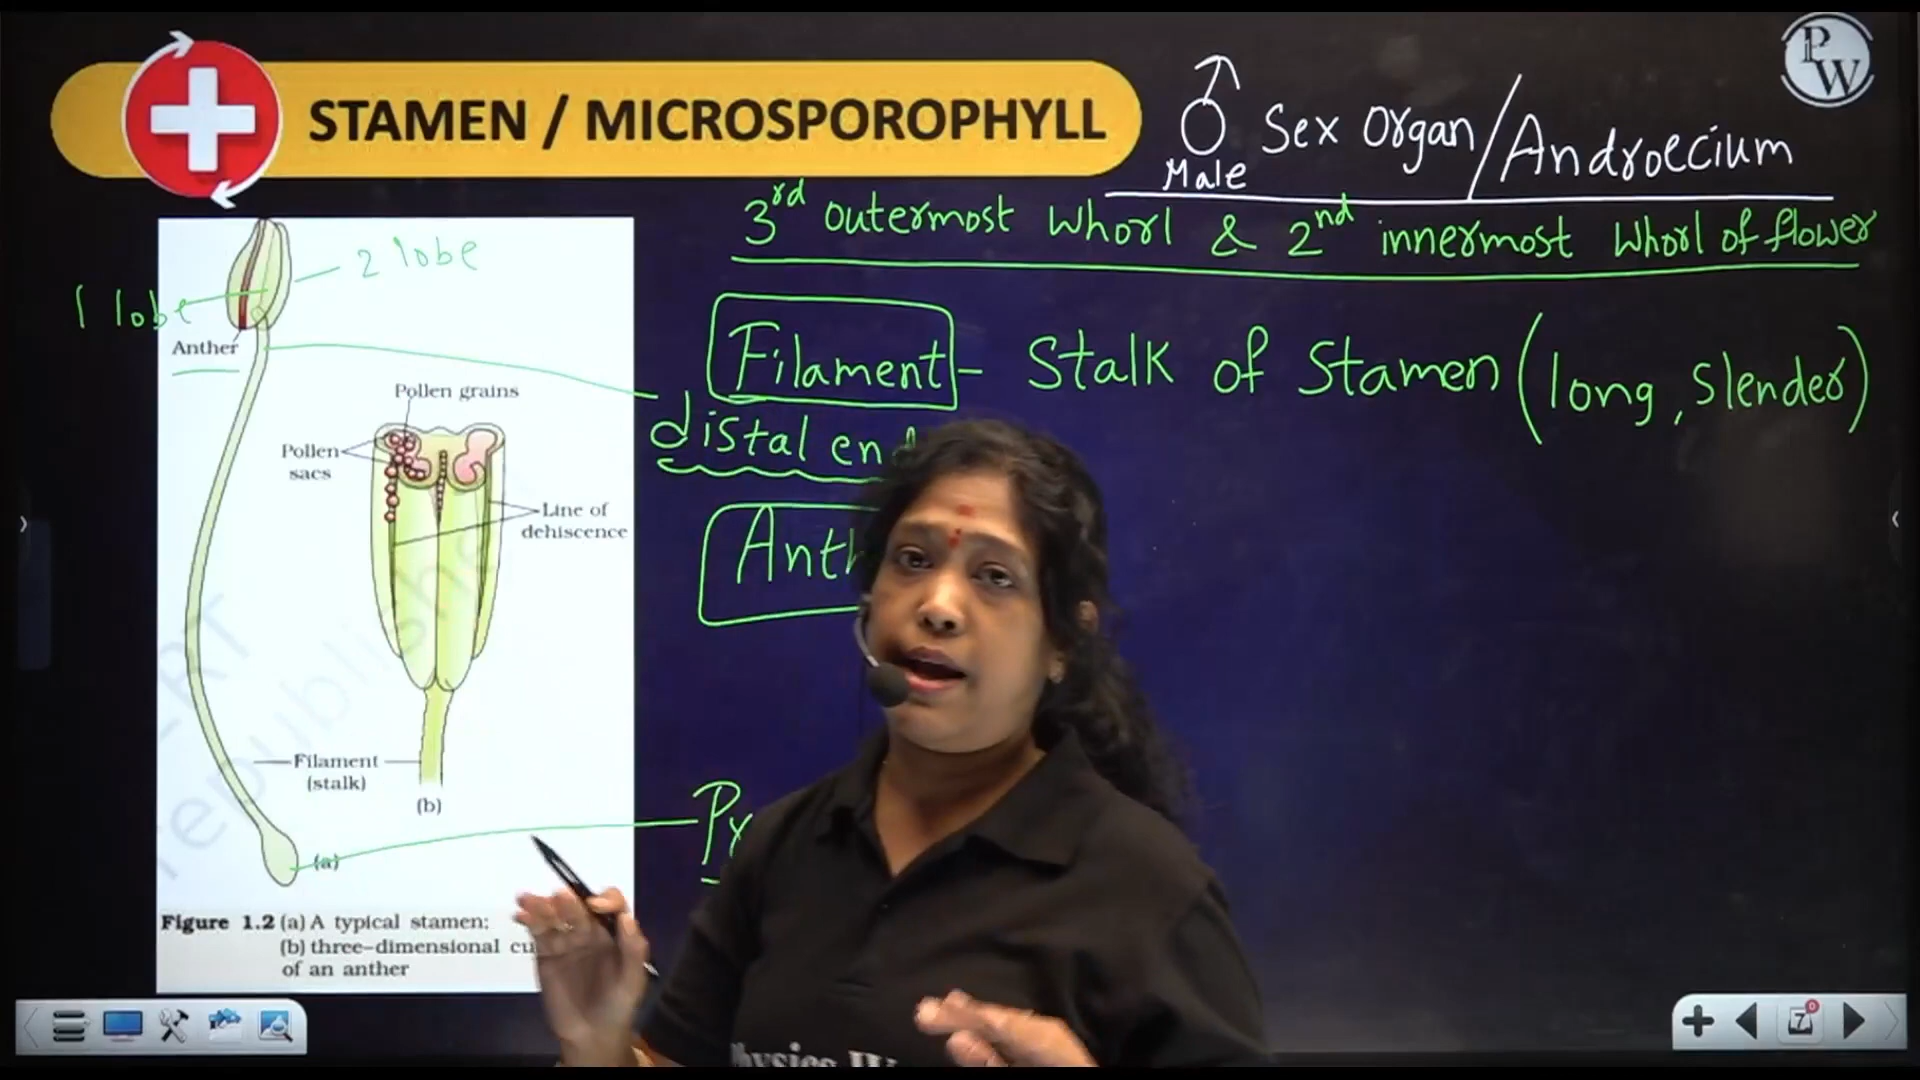 STAMEN / MICROSPOROPHYLL
PW
♂ Sex Organ / Androecium
Male
3rd outermost whorl & 2nd innermost whorl of flower
2 lobe
1 lobe
Anther
Filament - Stalk of Stamen (long, Slender)
distal en
Pollen grains
Pollen
sacs
Line of
dehiscence
Filament
(stalk)
(b)
(a)
Figure 1.2 (a) A typical stamen;
(b) three-dimensional
of an anther
7